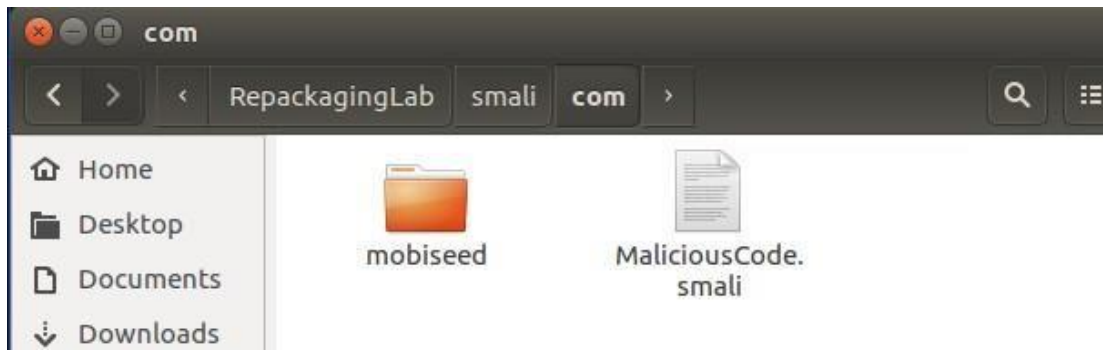 com
RepackagingLab smali com
Home
Desktop
Documents
Downloads
mobiseed
MaliciousCode.
smali